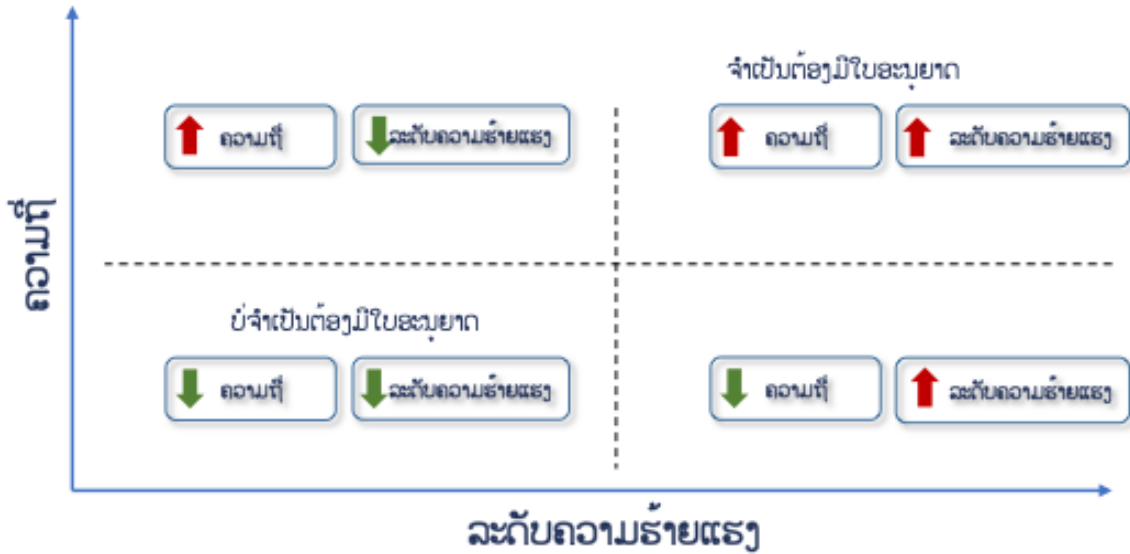 ຈຳເປັນຕ້ອງມີໃບອະນຸຍາດ
ຄວາມຖີ່ ລະດັບຄວາມຮ້າຍແຮງ ຄວາມຖີ່ ລະດັບຄວາມຮ້າຍແຮງ
ຄວາມຖີ່
ບໍ່ຈຳເປັນຕ້ອງມີໃບອະນຸຍາດ
ຄວາມຖີ່ ລະດັບຄວາມຮ້າຍແຮງ ຄວາມຖີ່ ລະດັບຄວາມຮ້າຍແຮງ
ລະດັບຄວາມຮ້າຍແຮງ